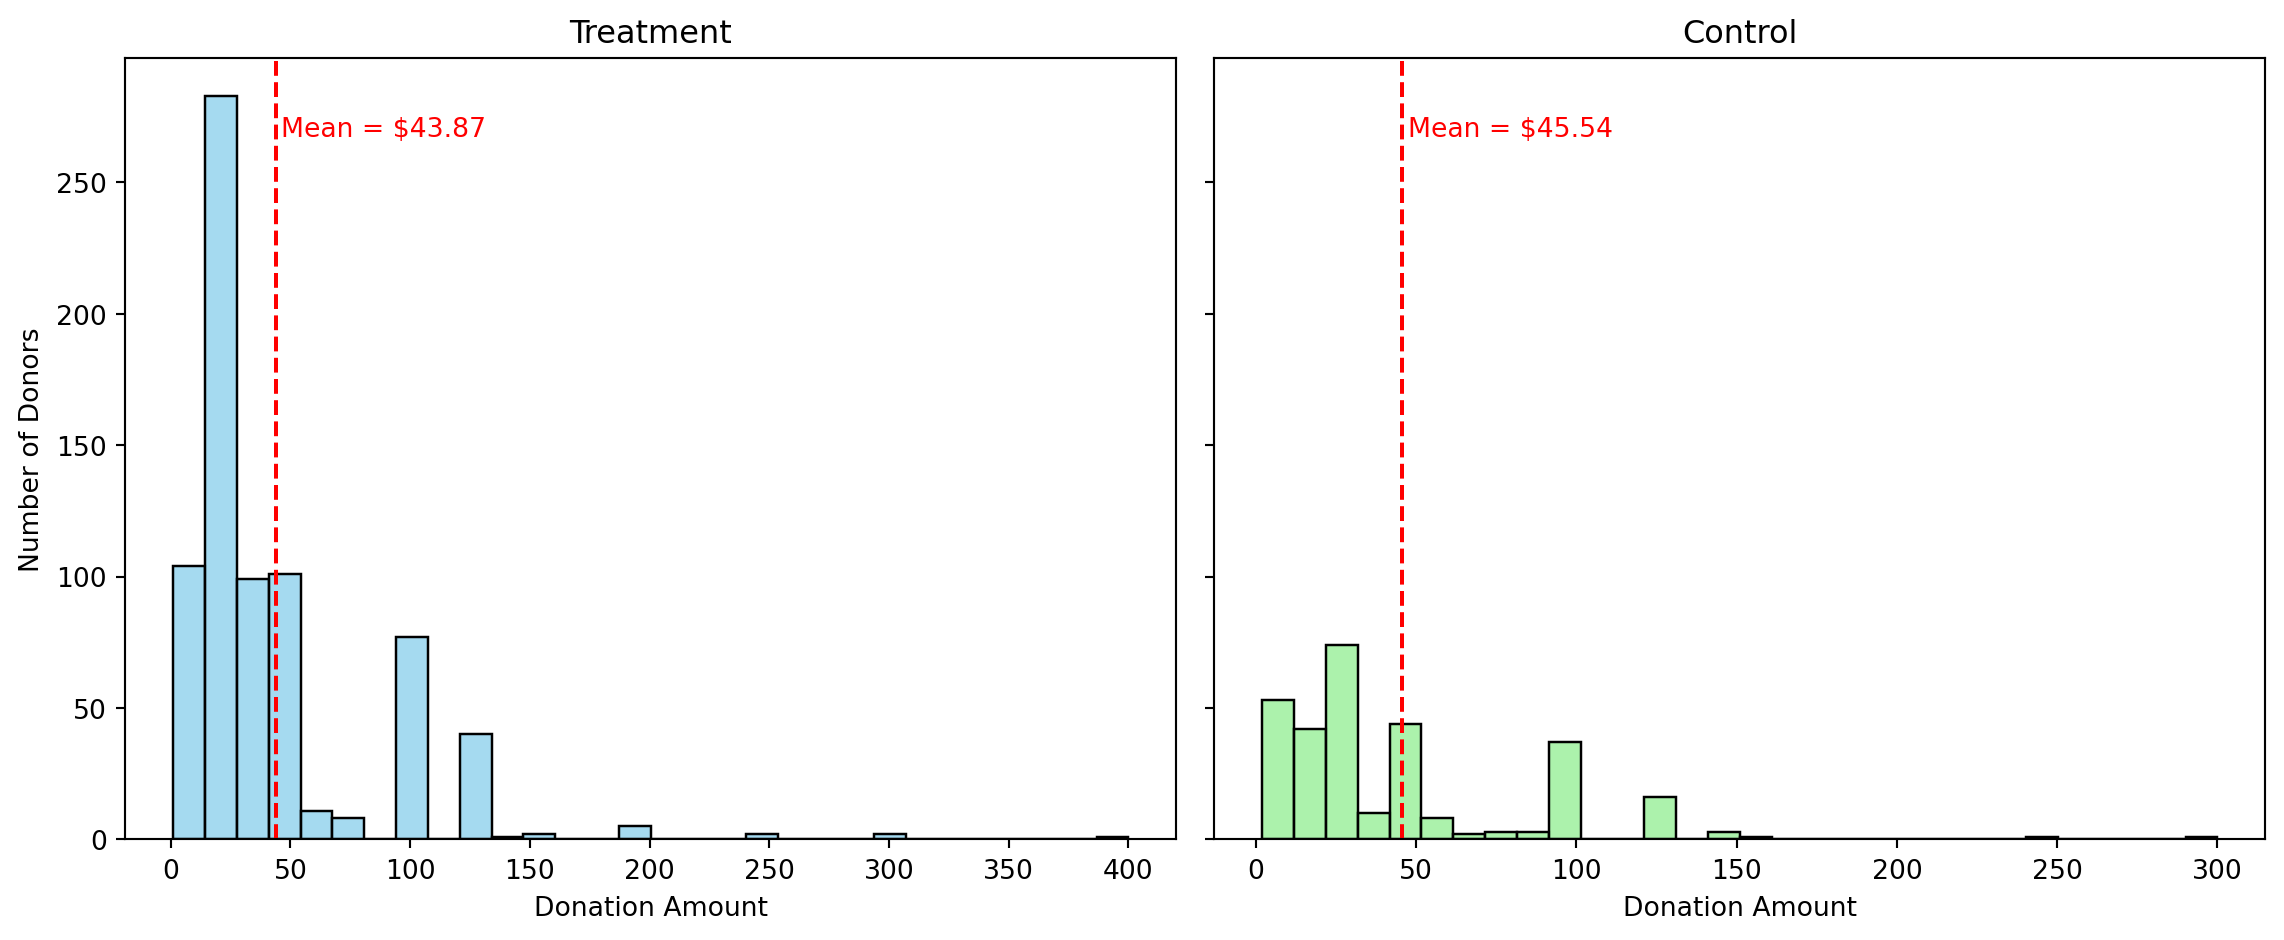 Treatment
Control
Mean = $43.87
Mean = $45.54
Number of Donors
250
200
150
100
50
0
0 50 100 150 200 250 300 350 400
0 50 100 150 200 250 300
Donation Amount
Donation Amount